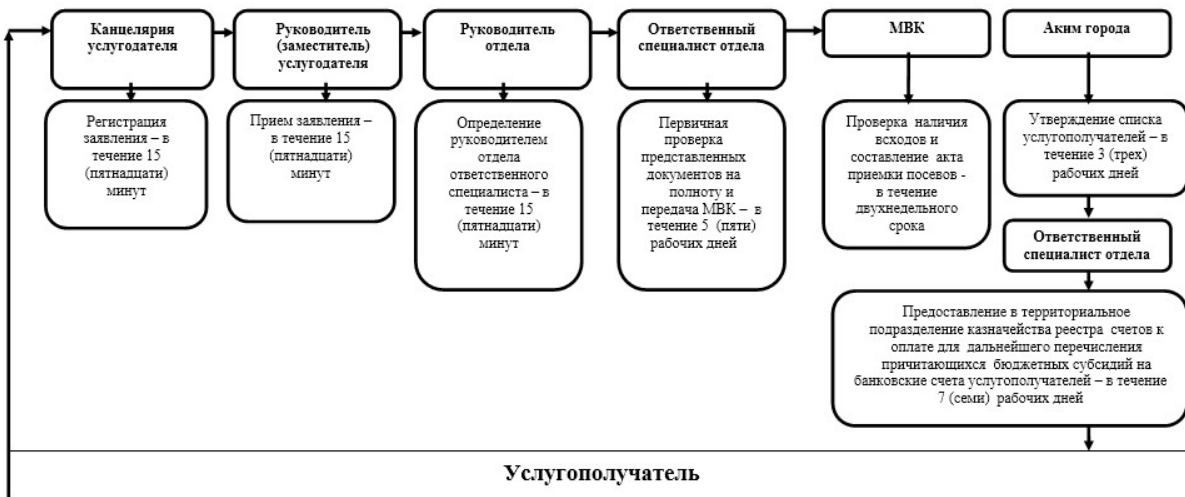 Канцелярия
услугодателя
Руководитель
(заместитель)
услугодателя
Руководитель
отдела
Ответственный
специалист отдела
МВК
Аким города
Регистрация
заявления – в
течение 15
(пятнадцати)
минут
Прием заявления –
в течение 15
(пятнадцати)
минут
Определение
руководителем
отдела
ответственного
специалиста – в
течение 15
(пятнадцати)
минут
Первичная
проверка
представленных
документов на
полноту и
передача МВК – в
течение 5 (пяти)
рабочих дней
Проверка наличия
всходов и
составление акта
приемки посевов -
в течение
двухнедельного
срока
Утверждение списка
услугополучателей – в
течение 3 (трех)
рабочих дней
Ответственный
специалист отдела
Предоставление в территориальное
подразделение казначейства реестра счетов к
оплате для дальнейшего перечисления
причитающихся бюджетных субсидий на
банковские счета услугополучателей – в течение
7 (семи) рабочих дней
Услугополучатель